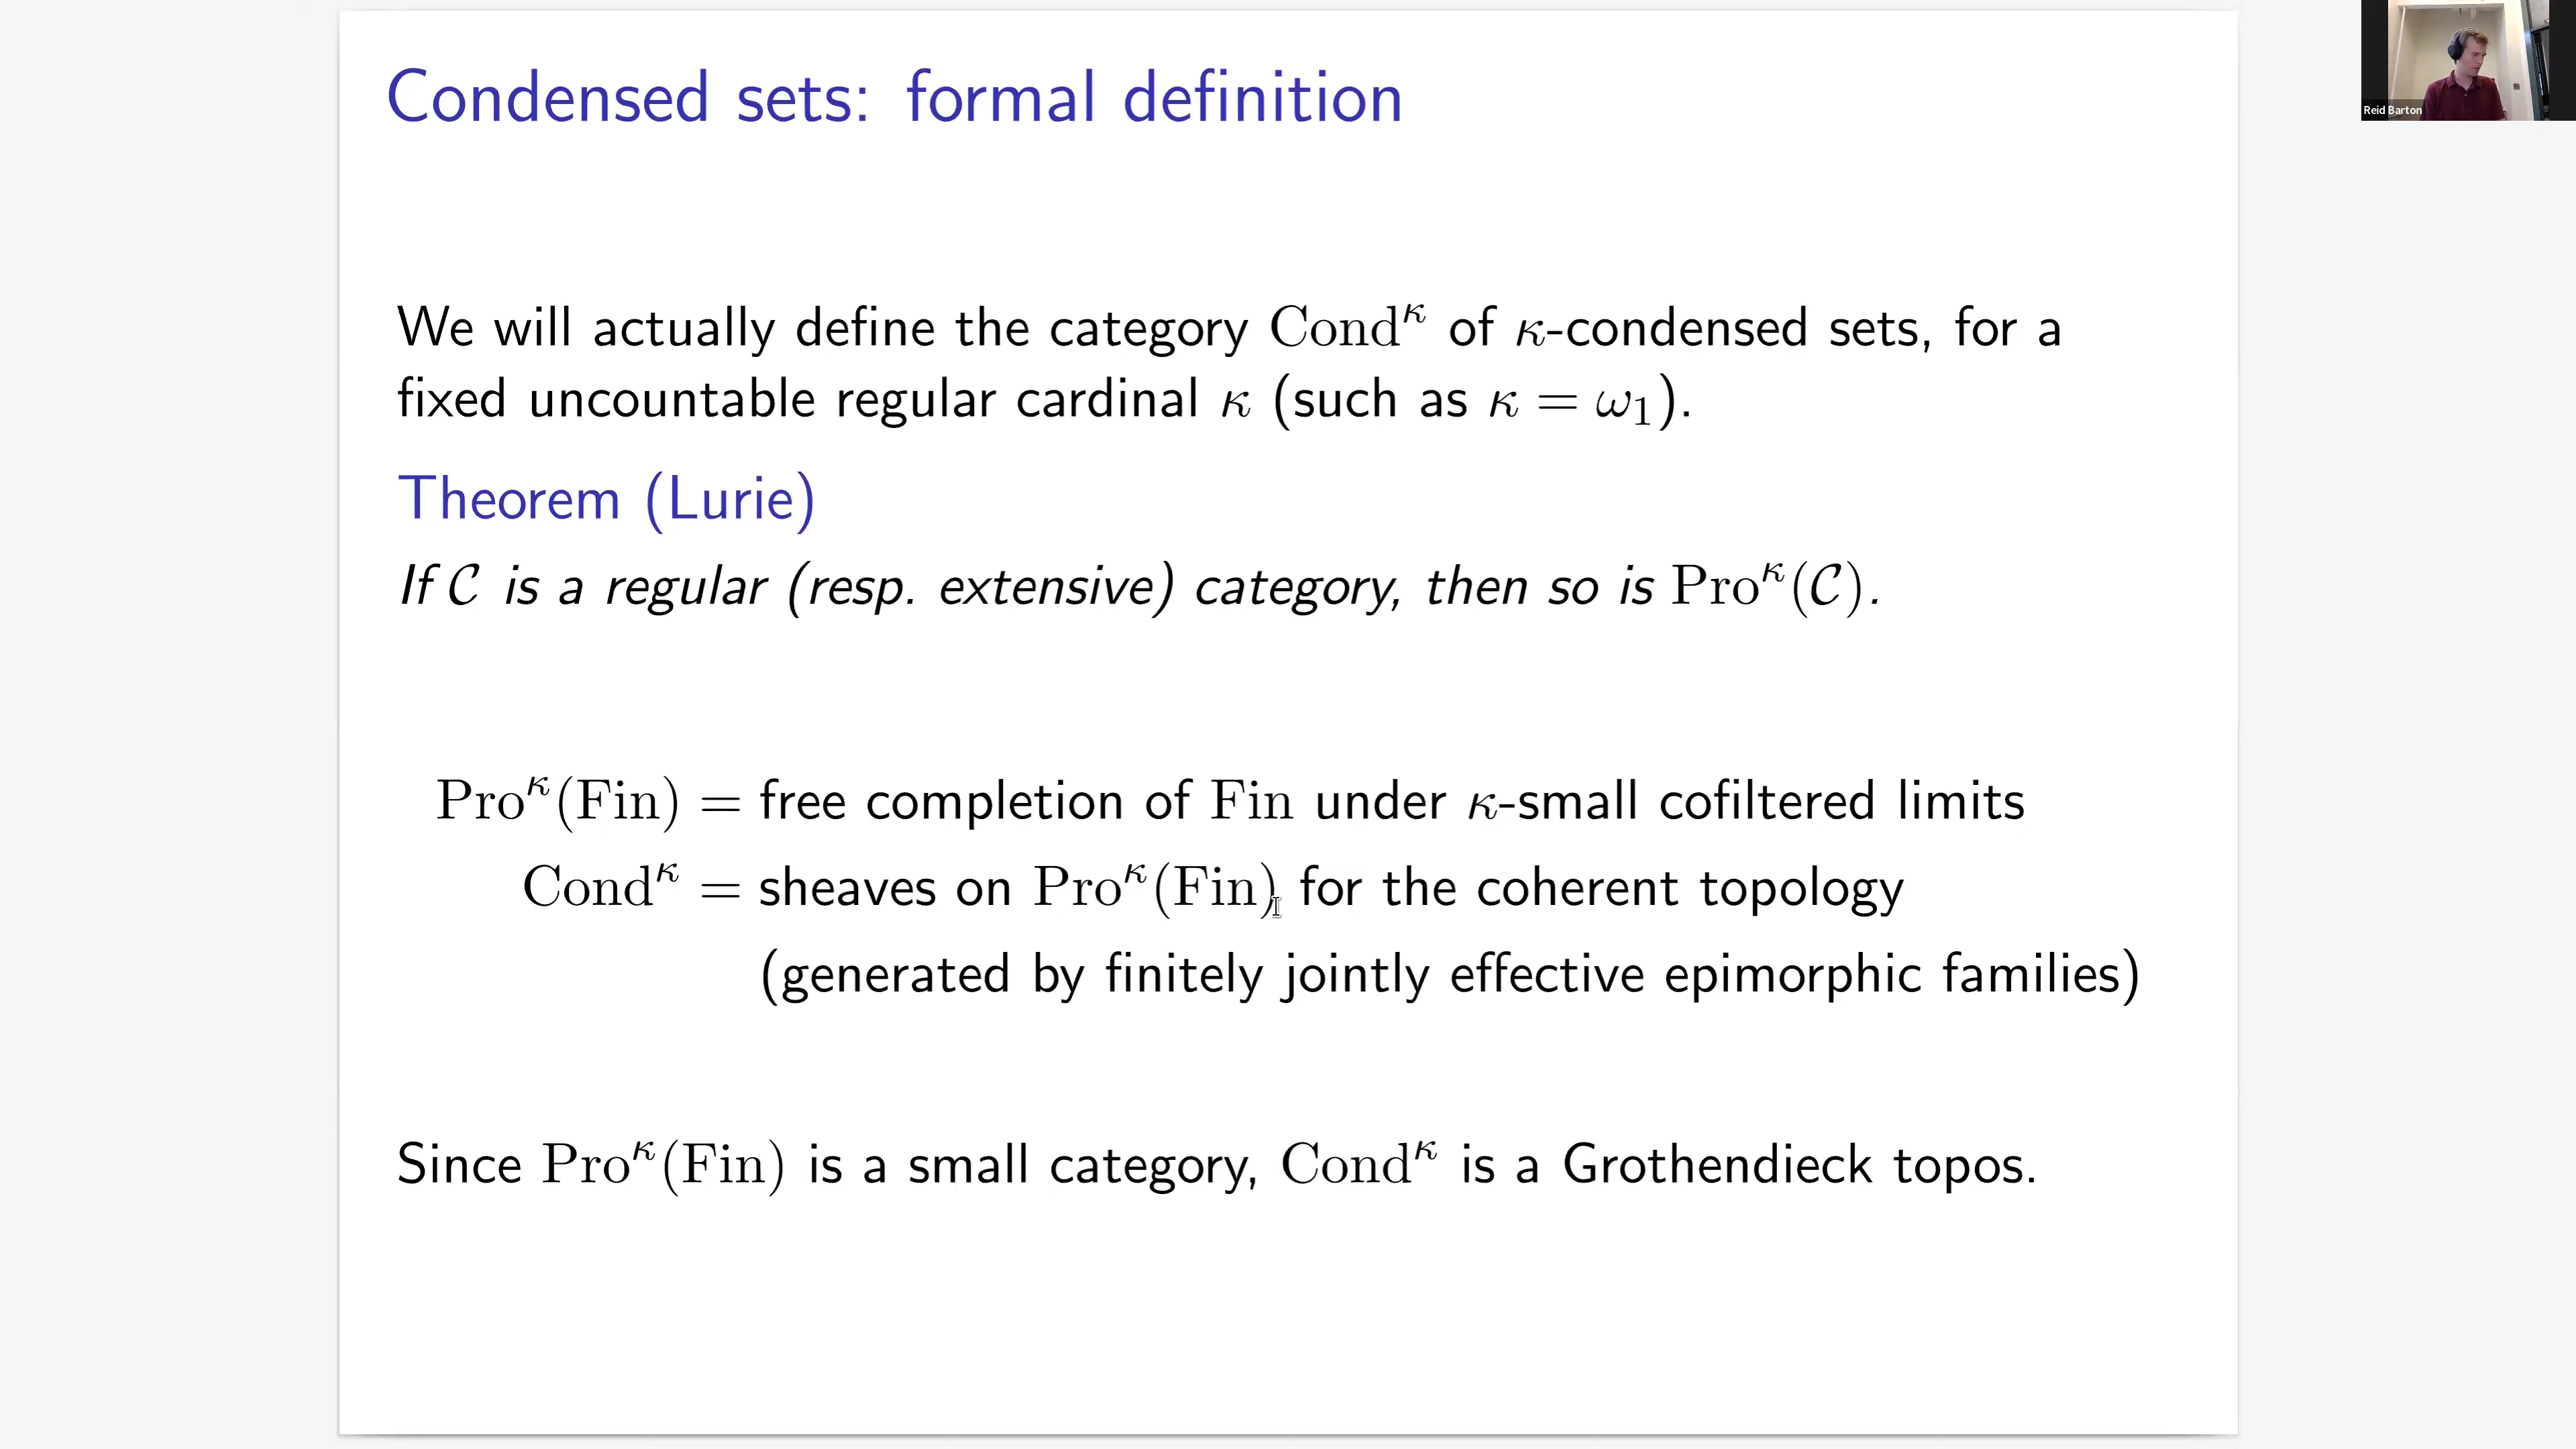 Condensed sets: formal definition
Reid Barton
We will actually define the category Cond^κ of κ-condensed sets, for a
fixed uncountable regular cardinal κ (such as κ = ω₁).
Theorem (Lurie)
If 𝒞 is a regular (resp. extensive) category, then so is Pro^κ(𝒞).
Pro^κ(Fin) = free completion of Fin under κ-small cofiltered limits
Cond^κ = sheaves on Pro^κ(Fin) for the coherent topology
(generated by finitely jointly effective epimorphic families)
Since Pro^κ(Fin) is a small category, Cond^κ is a Grothendieck topos.